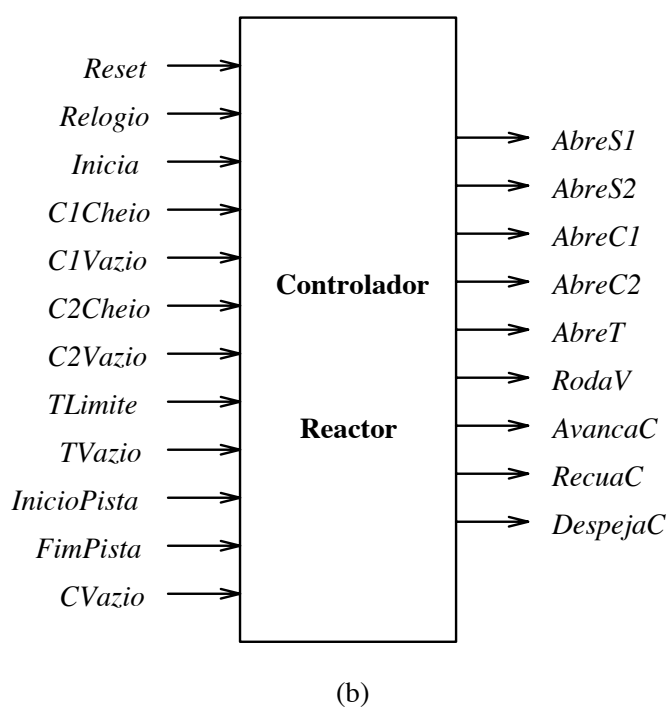 Reset
Relogio
Inicia
C1Cheio
C1Vazio
C2Cheio
C2Vazio
TLimite
TVazio
InicioPista
FimPista
CVazio
Controlador
Reactor
AbreS1
AbreS2
AbreC1
AbreC2
AbreT
RodaV
AvancaC
RecuaC
DespejaC
(b)